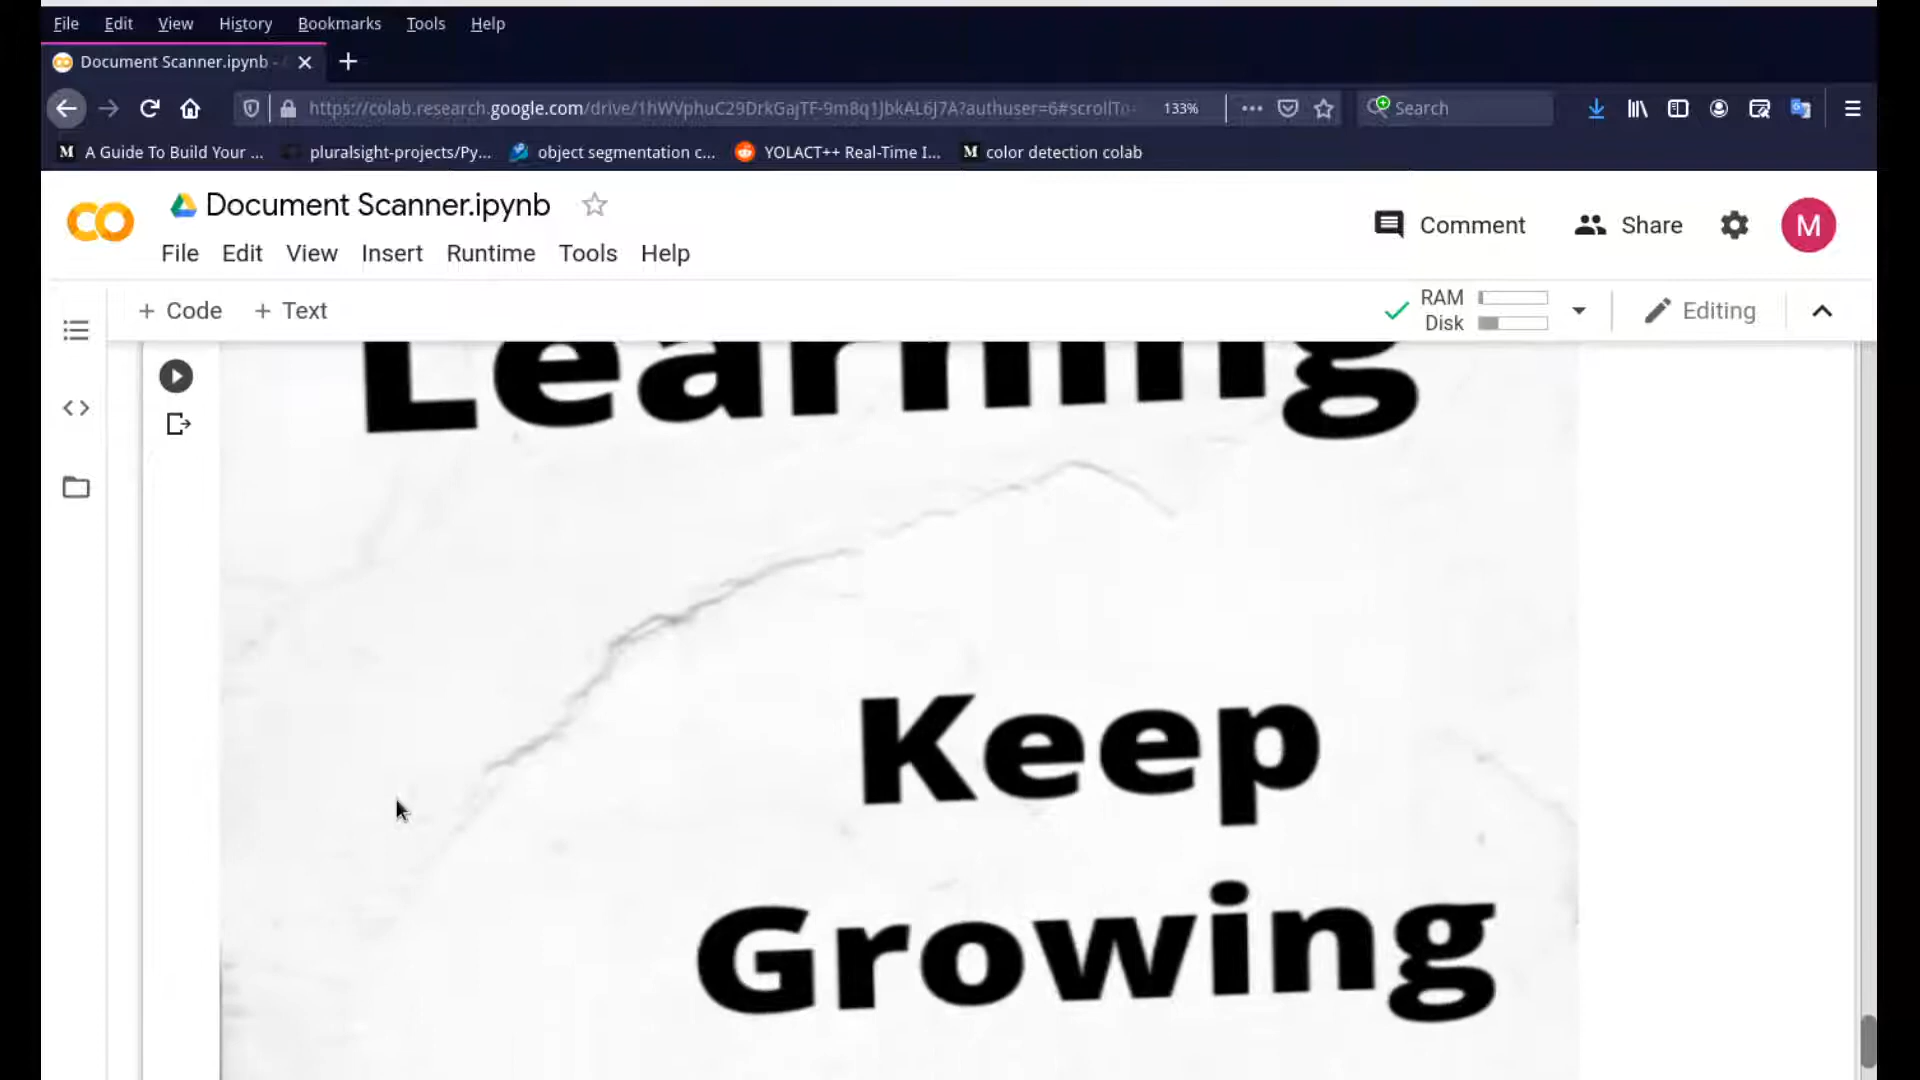 File Edit View History Bookmarks Tools Help
Document Scanner.ipynb -
https://colab.research.google.com/drive/1hWVphuC29DrkGajTF-9m8q1JbkAL6J7A?authuser=6#scrollTo 133% Search
A Guide To Build Your ... pluralsight-projects/Py... object segmentation c... YOLACT++ Real-Time I... color detection colab
Document Scanner.ipynb
Comment Share M
File Edit View Insert Runtime Tools Help
+ Code + Text
RAM
Disk
Editing
Learning
Keep
Growing